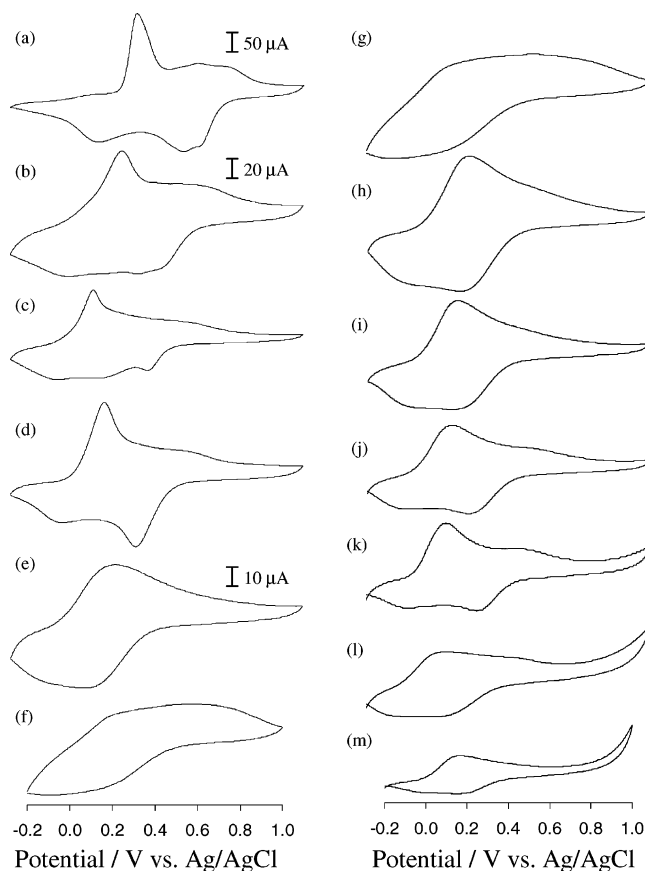 (a)
50 µA
(b)
20 µA
(c)
(d)
(e)
10 µA
(f)
-0.2 0.0 0.2 0.4 0.6 0.8 1.0
Potential / V vs. Ag/AgCl
(g)
(h)
(i)
(j)
(k)
(l)
(m)
-0.2 0.0 0.2 0.4 0.6 0.8 1.0
Potential / V vs. Ag/AgCl